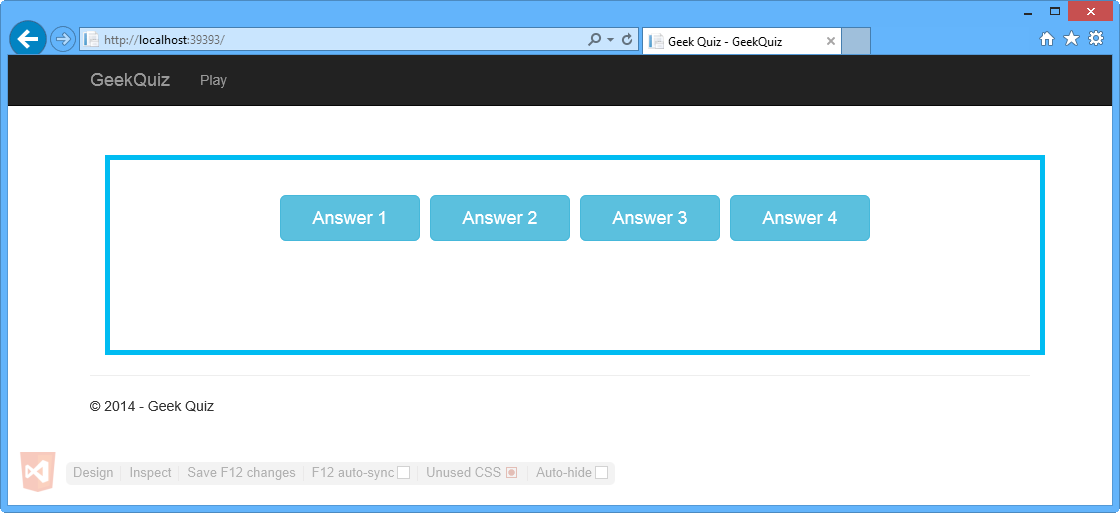 http://localhost:39393/
Geek Quiz - GeekQuiz
GeekQuiz Play
Answer 1 Answer 2 Answer 3 Answer 4
© 2014 - Geek Quiz
Design Inspect Save F12 changes F12 auto-sync Unused CSS Auto-hide